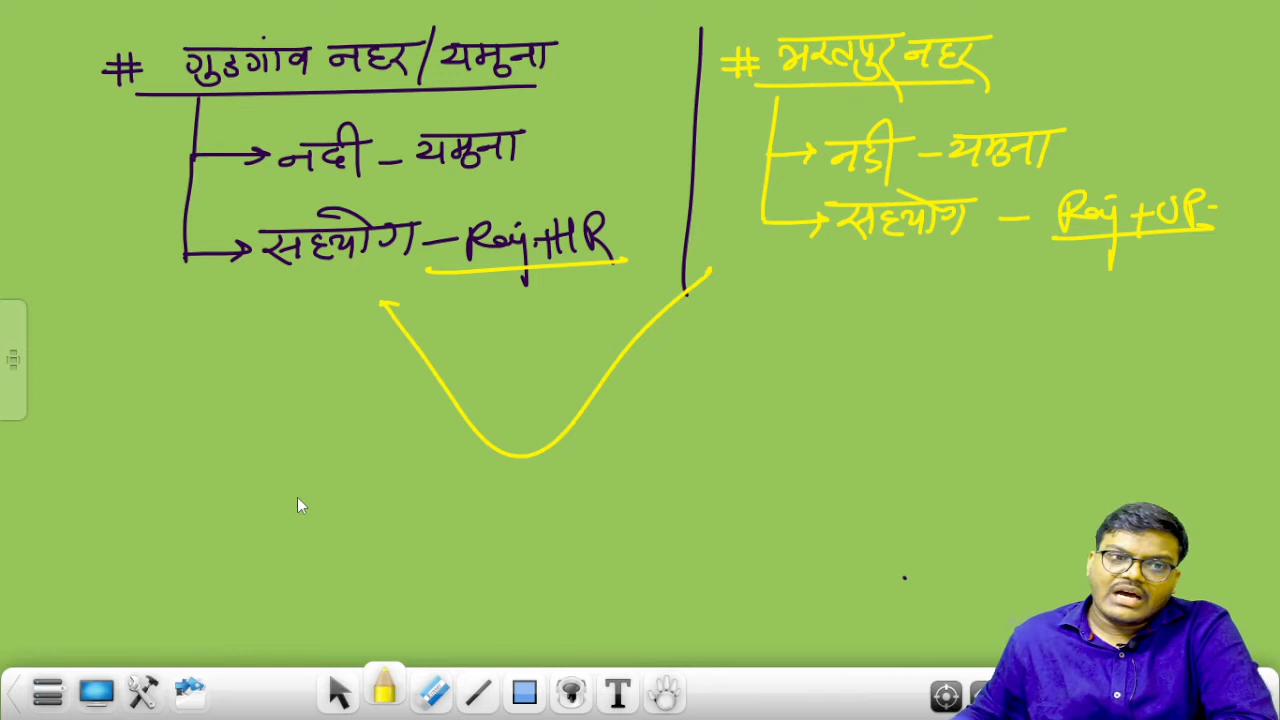 # गुडगांव नहर/यमुना
नदी - यमुना
सहयोग - Raj+HR
# भरतपुर नहर
नदी - यमुना
सहयोग - Raj+UP.
T